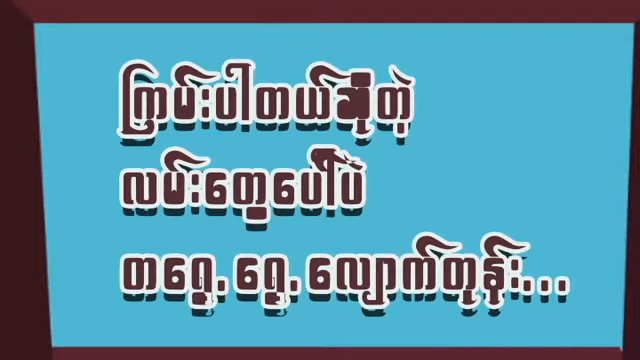 ကြမ်းပါတယ်ဆိုတဲ့
လမ်းတွေပေါ်ပဲ
တရွေ့.ရွေ့.လျှောက်တုန်း...